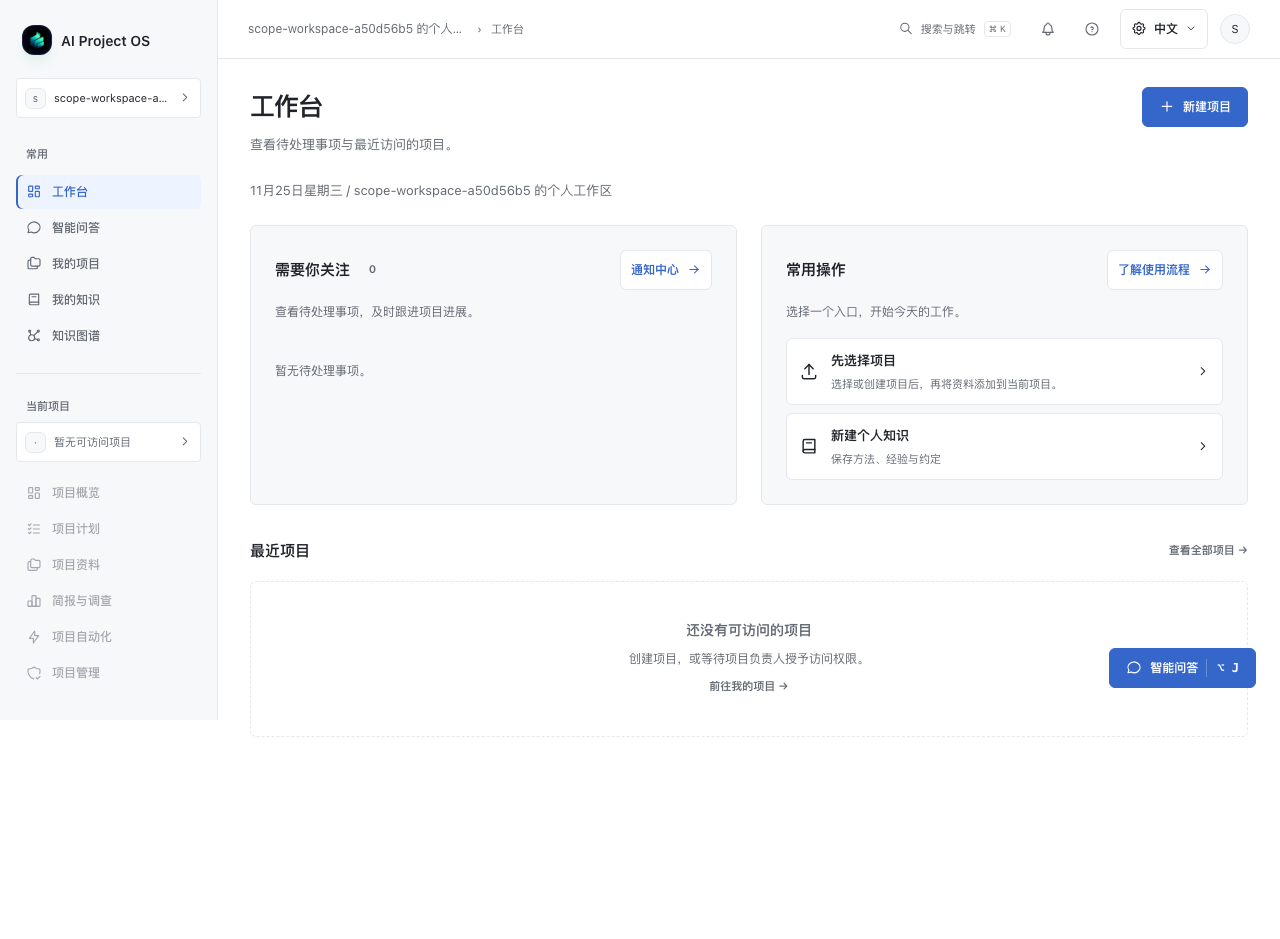 AI Project OS
s
scope-workspace-a...
常用
工作台
智能问答
我的项目
我的知识
知识图谱
当前项目
·
暂无可访问项目
项目概览
项目计划
项目资料
简报与调查
项目自动化
项目管理
scope-workspace-a50d56b5 的个人... › 工作台
搜索与跳转 ⌘ K
中文
S
工作台
新建项目
查看待处理事项与最近访问的项目。
11月25日星期三 / scope-workspace-a50d56b5 的个人工作区
需要你关注 0
通知中心 →
查看待处理事项，及时跟进项目进展。
暂无待处理事项。
常用操作
了解使用流程 →
选择一个入口，开始今天的工作。
先选择项目
选择或创建项目后，再将资料添加到当前项目。
新建个人知识
保存方法、经验与约定
最近项目
查看全部项目 →
还没有可访问的项目
创建项目，或等待项目负责人授予访问权限。
前往我的项目 →
智能问答 ⌥ J